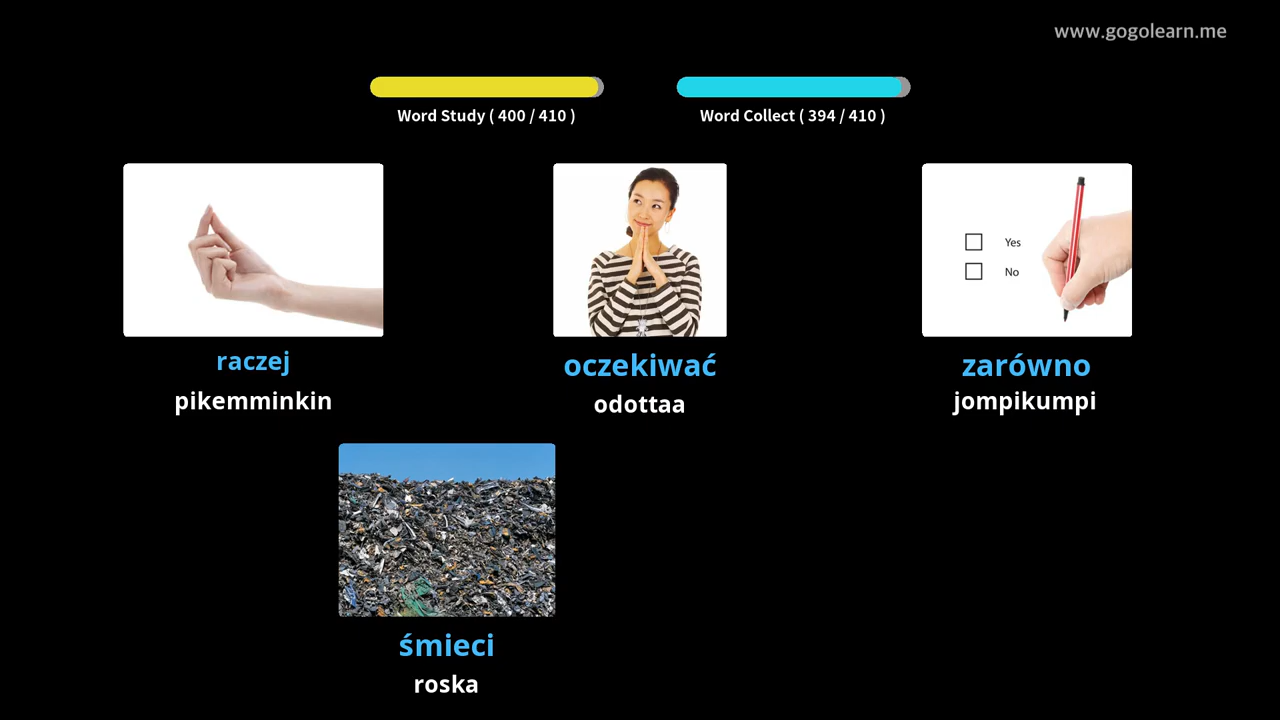 www.gogolearn.me
Word Study ( 400 / 410 )
Word Collect ( 394 / 410 )
Yes
No
raczej
pikemminkin
oczekiwać
odottaa
zarówno
jompikumpi
śmieci
roska